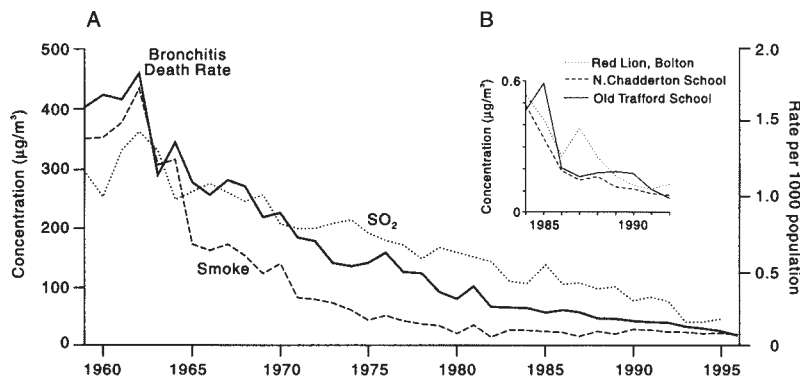 A
500
400
300
200
100
0
Concentration (µg/m³)
Bronchitis
Death Rate
SO₂
Smoke
1960
1965
1970
1975
1980
1985
1990
1995
2.0
1.5
1.0
0.5
0
Rate per 1000 population
B
0.6
0
Concentration (µg/m³)
1985
1990
Red Lion, Bolton
N.Chadderton School
Old Trafford School